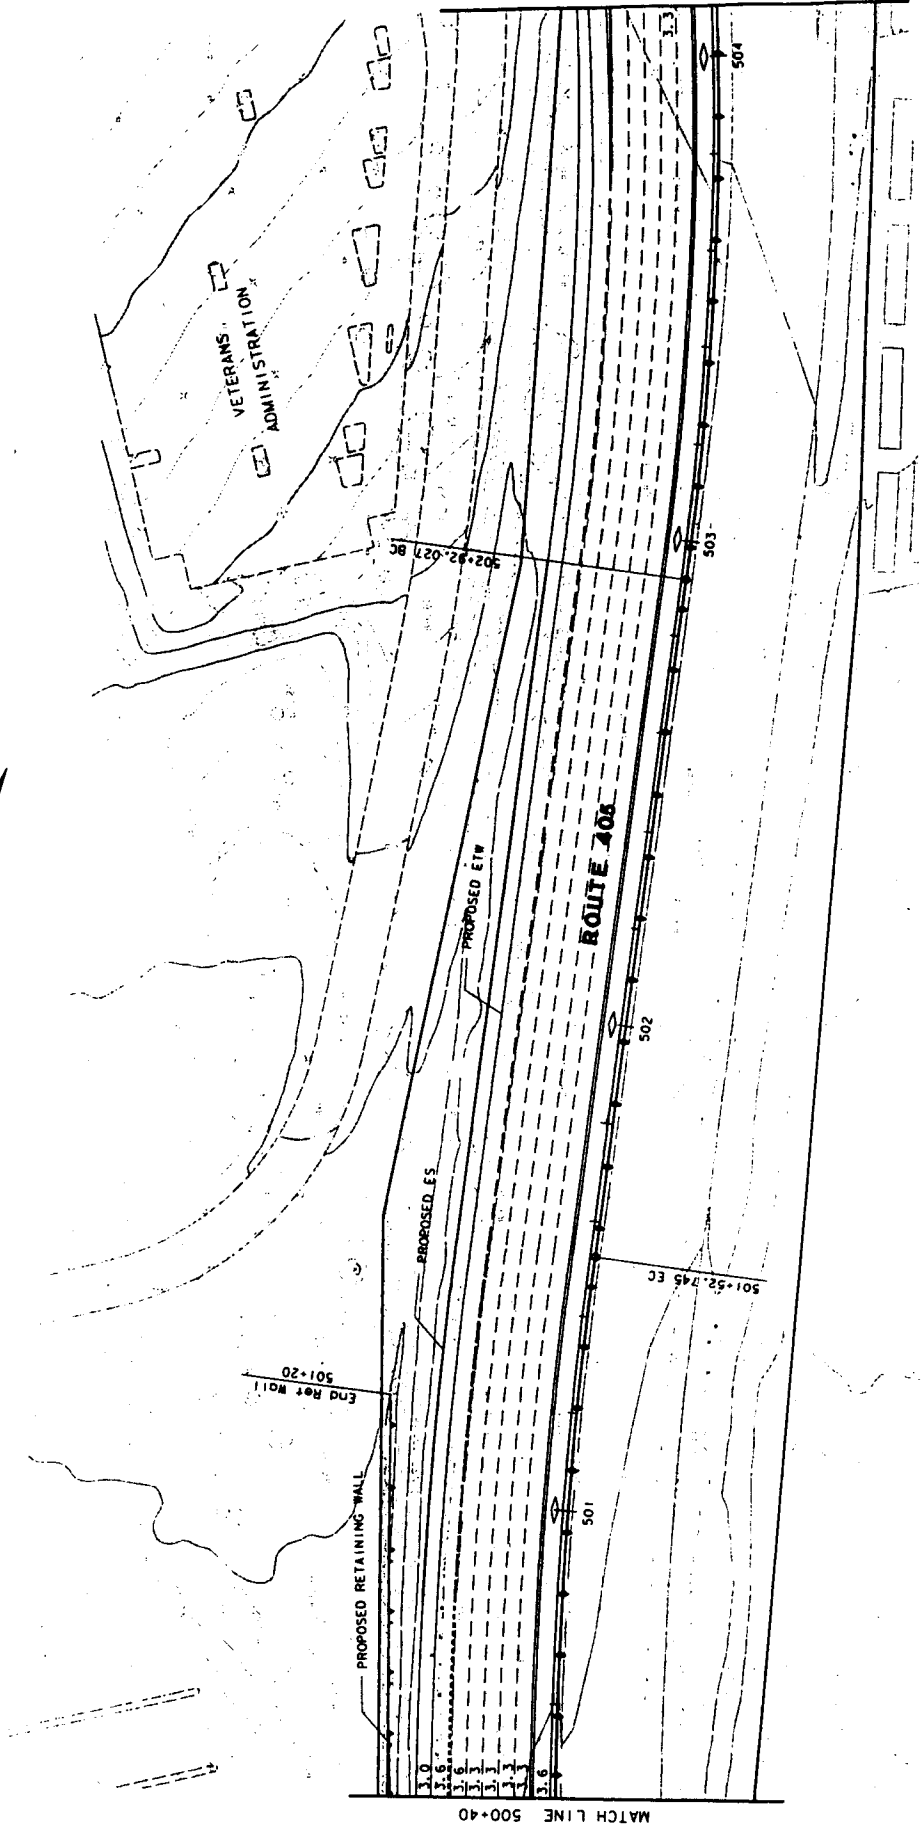 VETERANS
ADMINISTRATION
3.3
504
502+92.027 BC
503
PROPOSED ETW
ROUTE 405
502
PROPOSED ES
501+52.745 EC
End Ret Wall
501+20
PROPOSED RETAINING WALL
501
3.0
3.6
3.6
3.3
3.3
3.3
3.3
3.6
MATCH LINE 500+40